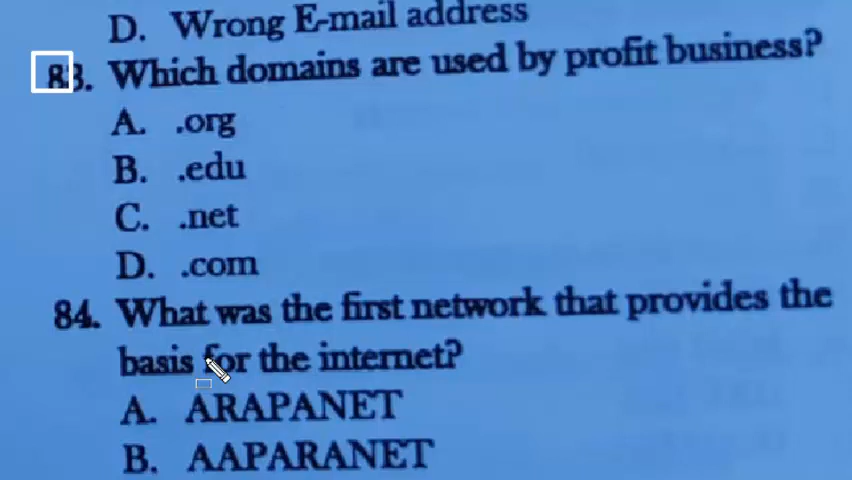 D. Wrong E-mail address
83. Which domains are used by profit business?
A. .org
B. .edu
C. .net
D. .com
84. What was the first network that provides the
basis for the internet?
A. ARAPANET
B. AAPARANET